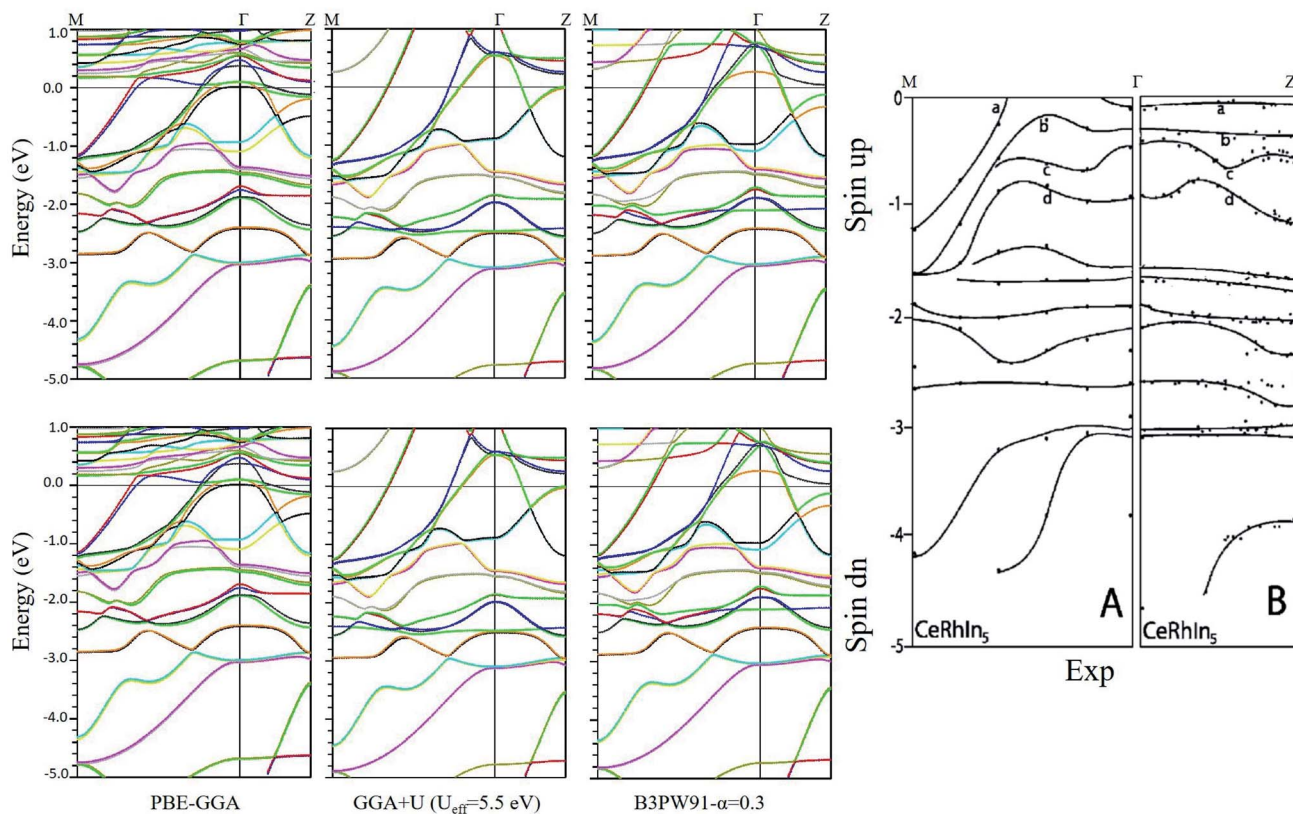 M Γ Z M Γ Z M Γ Z
1.0
0.0
-1.0
-2.0
-3.0
-4.0
-5.0
Energy (eV)
Spin up
1.0
0.0
-1.0
-2.0
-3.0
-4.0
-5.0
Energy (eV)
Spin dn
PBE-GGA GGA+U (Ueff=5.5 eV) B3PW91-α=0.3
M Γ Z
0
-1
-2
-3
-4
-5
a
b
c
d
a
b
c
d
A B
CeRhIn5 CeRhIn5
Exp